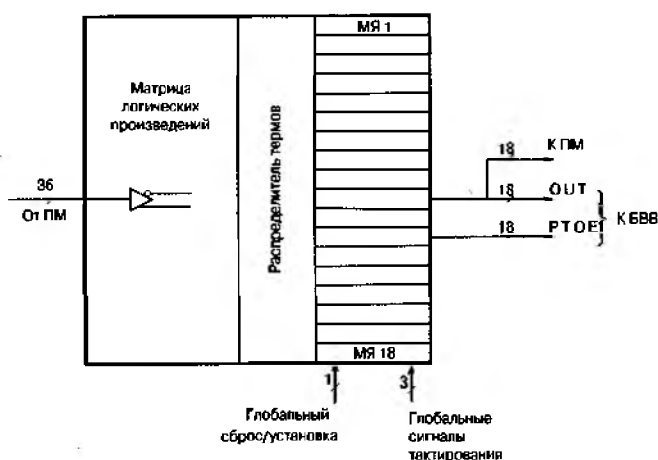 МЯ 1
Матрица
логических
произведений
Распределитель термов
36
От ПМ
18
К ПМ
18
OUT
18
PTOE
К БВВ
МЯ 18
1
3
Глобальный
сброс/установка
Глобальные
сигналы
тактирования